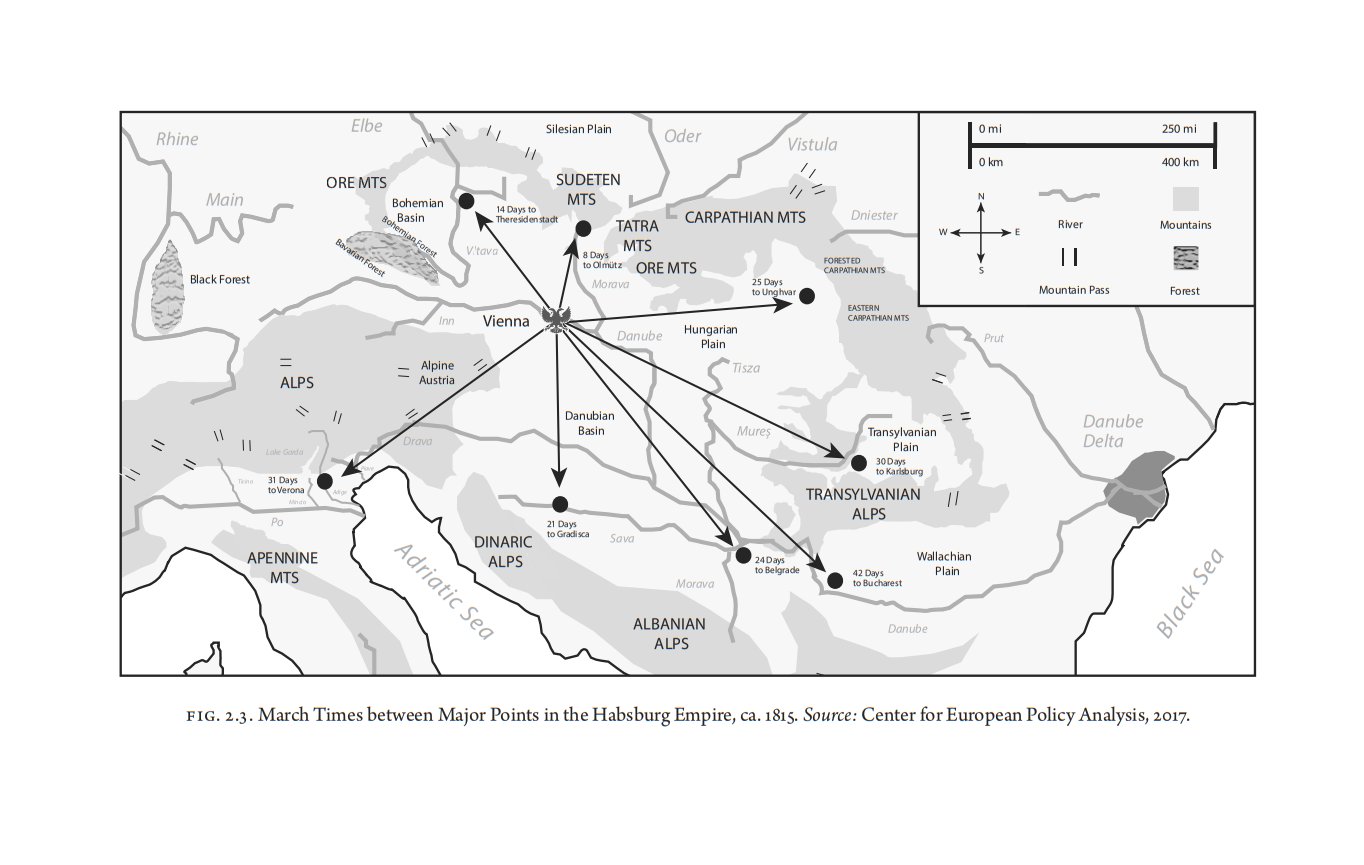 Rhine
Elbe
Silesian Plain
Oder
Vistula
0 mi
250 mi
0 km
400 km
ORE MTS
SUDETEN
MTS
Main
Bohemian
Basin
14 Days to
Theresidenstadt
TATRA
MTS
CARPATHIAN MTS
Dniester
N
W
E
S
River
Mountains
Bohemian Forest
Bavarian Forest
V'tava
8 Days
to Olmütz
ORE MTS
FORESTED
CARPATHIAN MTS
Black Forest
Morava
25 Days
to Unghvar
Mountain Pass
Forest
EASTERN
CARPATHIAN MTS
Inn
Vienna
Danube
Hungarian
Plain
Prut
Tisza
ALPS
Alpine
Austria
Danubian
Basin
Danube
Delta
Drava
Mureș
Transylvanian
Plain
Lake Garda
Piave
30 Days
to Karlsburg
Ticino
31 Days
to Verona
Adige
Mincio
TRANSYLVANIAN
ALPS
Po
21 Days
to Gradisca
Sava
DINARIC
ALPS
APENNINE
MTS
Adriatic Sea
24 Days
to Belgrade
Wallachian
Plain
42 Days
to Bucharest
Morava
Black Sea
ALBANIAN
ALPS
Danube
FIG. 2.3. March Times between Major Points in the Habsburg Empire, ca. 1815. Source: Center for European Policy Analysis, 2017.